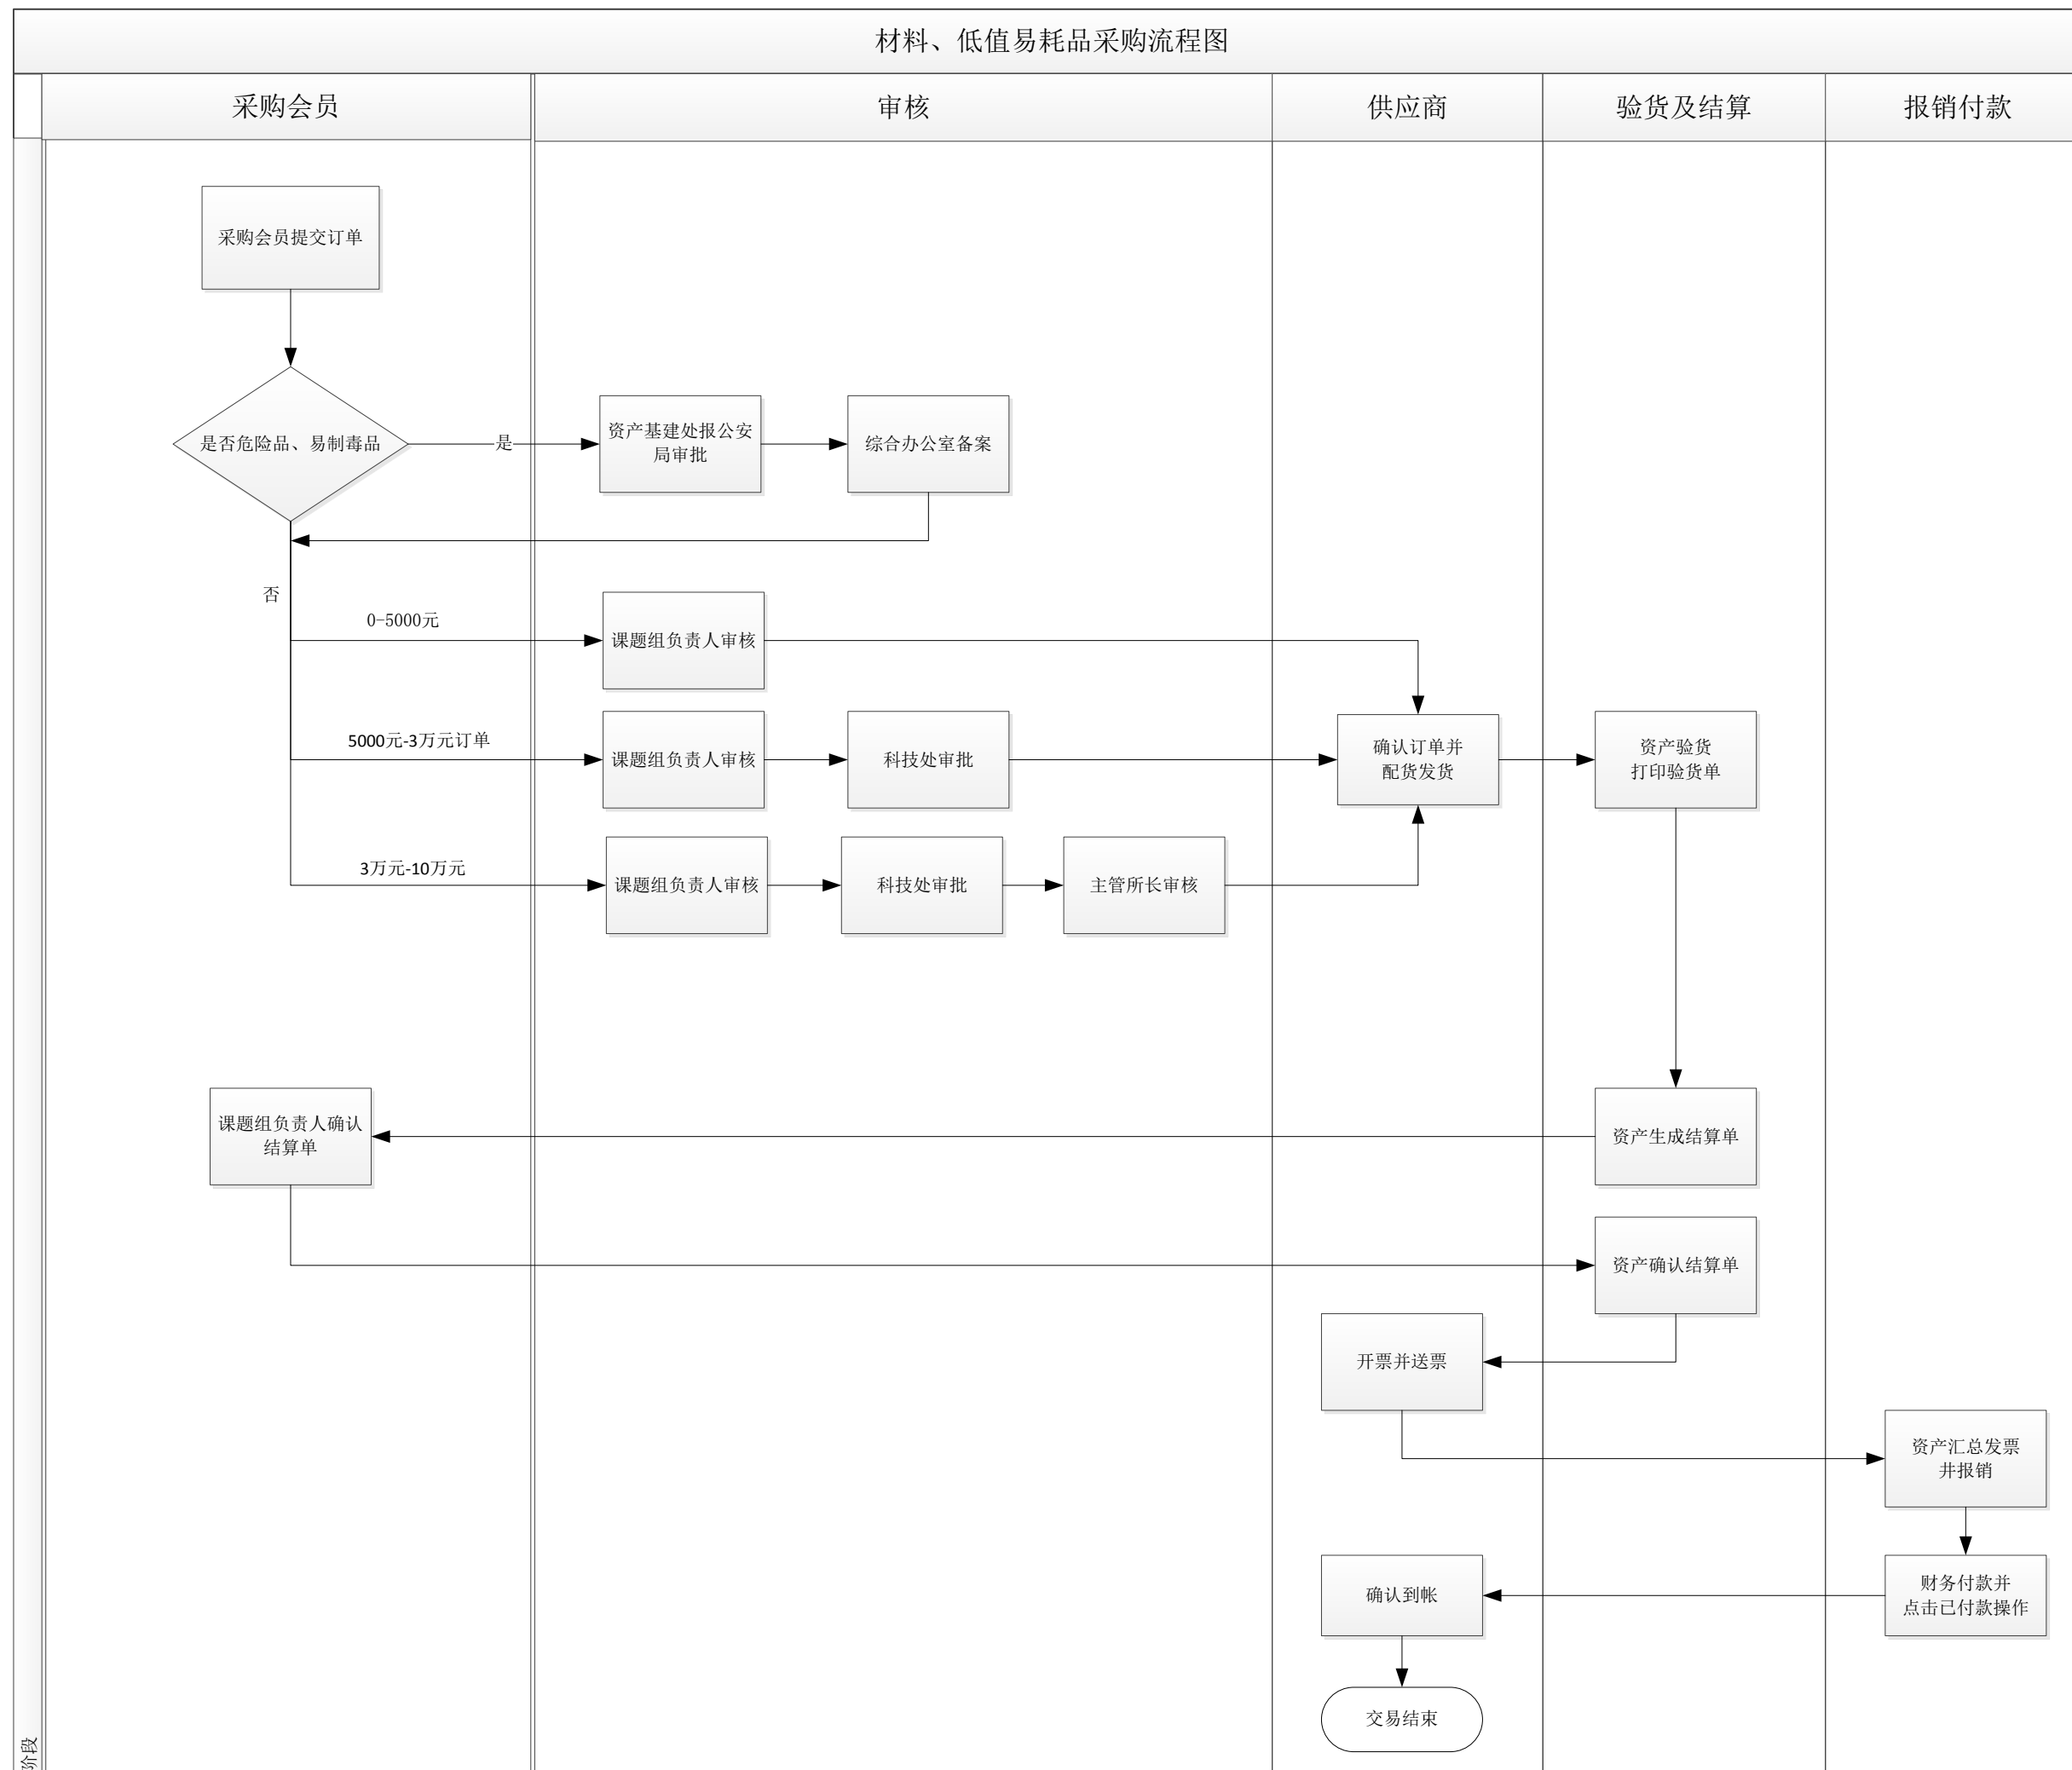 材料、低值易耗品采购流程图
采购会员
审核
供应商
验货及结算
报销付款
采购会员提交订单
是否危险品、易制毒品
是
资产基建处报公安
局审批
综合办公室备案
否
0-5000元
课题组负责人审核
5000元-3万元订单
课题组负责人审核
科技处审批
确认订单并
配货发货
资产验货
打印验货单
3万元-10万元
课题组负责人审核
科技处审批
主管所长审核
课题组负责人确认
结算单
资产生成结算单
资产确认结算单
开票并送票
资产汇总发票
井报销
确认到帐
财务付款并
点击已付款操作
交易结束
阶段